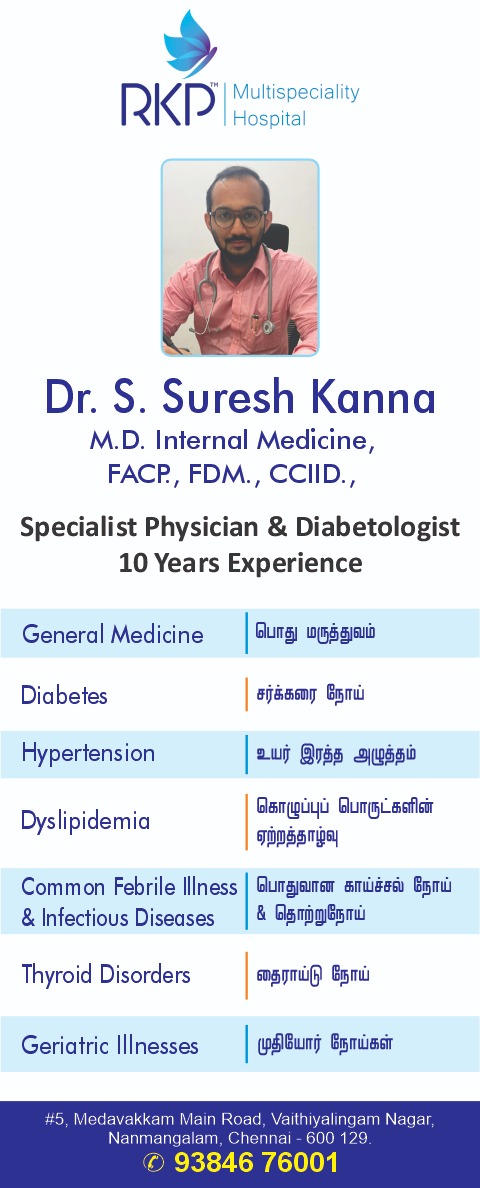 RKP™
Multispeciality
Hospital
Dr. S. Suresh Kanna
M.D. Internal Medicine,
FACP., FDM., CCIID.,
Specialist Physician & Diabetologist
10 Years Experience
General Medicine
பொது மருத்துவம்
Diabetes
சர்க்கரை நோய்
Hypertension
உயர் இரத்த அழுத்தம்
Dyslipidemia
கொழுப்புப் பொருட்களின்
ஏற்றத்தாழ்வு
Common Febrile Illness
& Infectious Diseases
பொதுவான காய்ச்சல் நோய்
& தொற்றுநோய்
Thyroid Disorders
தைராய்டு நோய்
Geriatric Illnesses
முதியோர் நோய்கள்
#5, Medavakkam Main Road, Vaithiyalingam Nagar,
Nanmangalam, Chennai - 600 129.
✆ 93846 76001